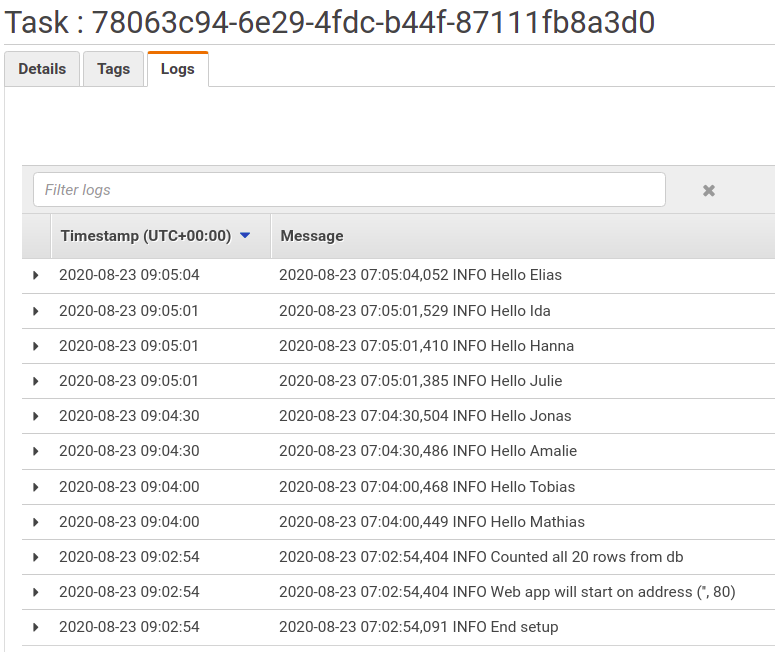 Task : 78063c94-6e29-4fdc-b44f-87111fb8a3d0
Details Tags Logs
Filter logs
Timestamp (UTC+00:00) Message
2020-08-23 09:05:04 2020-08-23 07:05:04,052 INFO Hello Elias
2020-08-23 09:05:01 2020-08-23 07:05:01,529 INFO Hello Ida
2020-08-23 09:05:01 2020-08-23 07:05:01,410 INFO Hello Hanna
2020-08-23 09:05:01 2020-08-23 07:05:01,385 INFO Hello Julie
2020-08-23 09:04:30 2020-08-23 07:04:30,504 INFO Hello Jonas
2020-08-23 09:04:30 2020-08-23 07:04:30,486 INFO Hello Amalie
2020-08-23 09:04:00 2020-08-23 07:04:00,468 INFO Hello Tobias
2020-08-23 09:04:00 2020-08-23 07:04:00,449 INFO Hello Mathias
2020-08-23 09:02:54 2020-08-23 07:02:54,404 INFO Counted all 20 rows from db
2020-08-23 09:02:54 2020-08-23 07:02:54,404 INFO Web app will start on address ('', 80)
2020-08-23 09:02:54 2020-08-23 07:02:54,091 INFO End setup